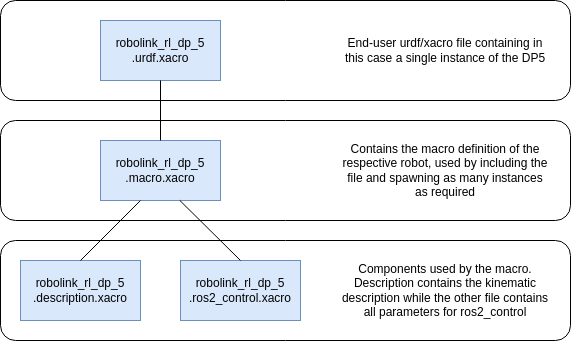 robolink_rl_dp_5
.urdf.xacro
End-user urdf/xacro file containing in
this case a single instance of the DP5
robolink_rl_dp_5
.macro.xacro
Contains the macro definition of the
respective robot, used by including the
file and spawning as many instances
as required
robolink_rl_dp_5
.description.xacro
robolink_rl_dp_5
.ros2_control.xacro
Components used by the macro.
Description contains the kinematic
description while the other file contains
all parameters for ros2_control